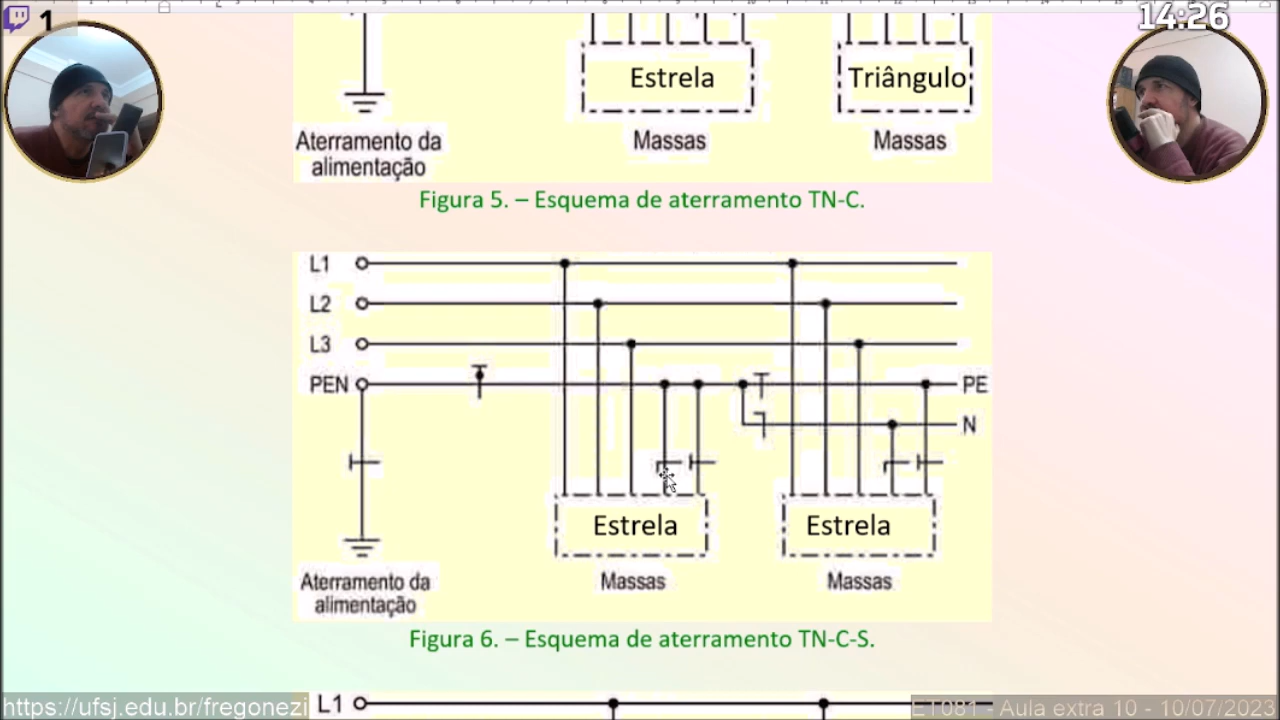 1
14:26
Estrela
Triângulo
Aterramento da
alimentação
Massas
Massas
Figura 5. – Esquema de aterramento TN-C.
L1
L2
L3
PEN
PE
N
Estrela
Estrela
Aterramento da
alimentação
Massas
Massas
Figura 6. – Esquema de aterramento TN-C-S.
https://ufsj.edu.br/fregonezi
L1
ET081 - Aula extra 10 - 10/07/2023